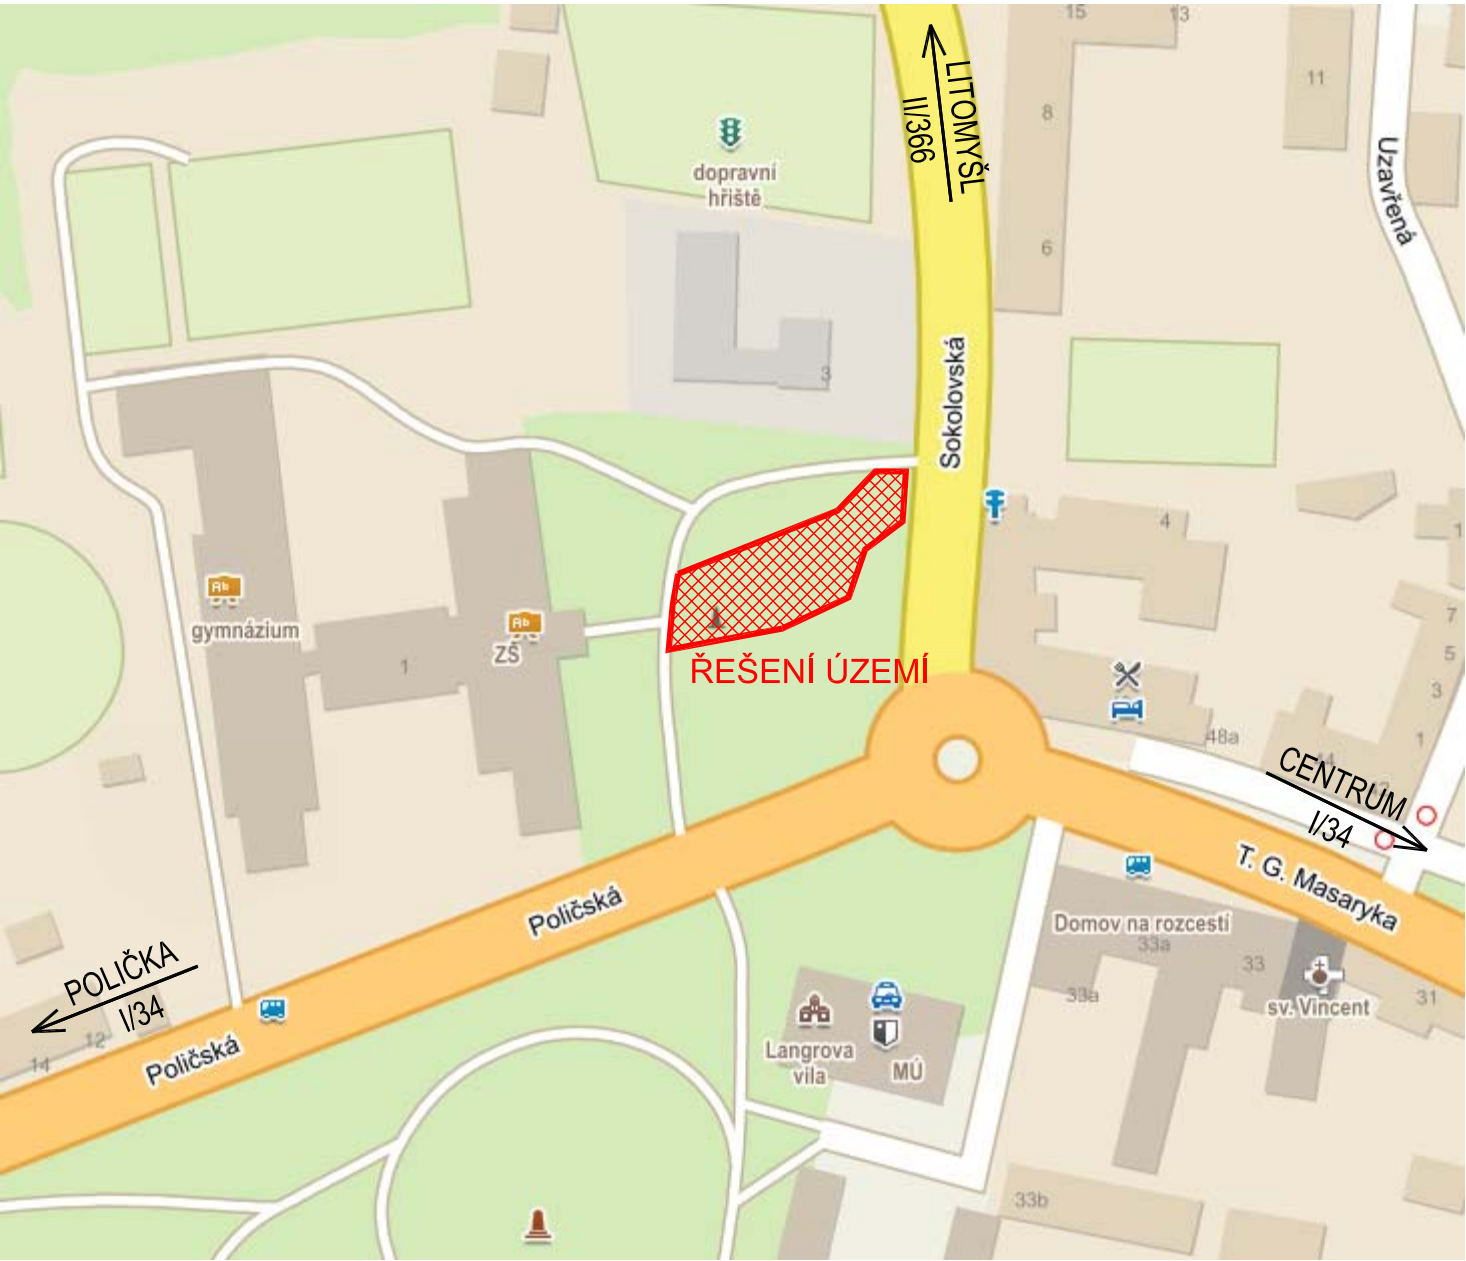 15
13
11
LITOMYŠL
II/366
8
dopravní
hřiště
Uzavřená
6
3
Sokolovská
4
1
gymnázium
ZŠ
1
7
5
3
1
ŘEŠENÍ ÚZEMÍ
48a
44
CENTRUM
I/34
T. G. Masaryka
Poličská
Domov na rozcestí
33a
33
33a
sv. Vincent
31
POLIČKA
I/34
12
14
Poličská
Langrova
vila
MÚ
33b